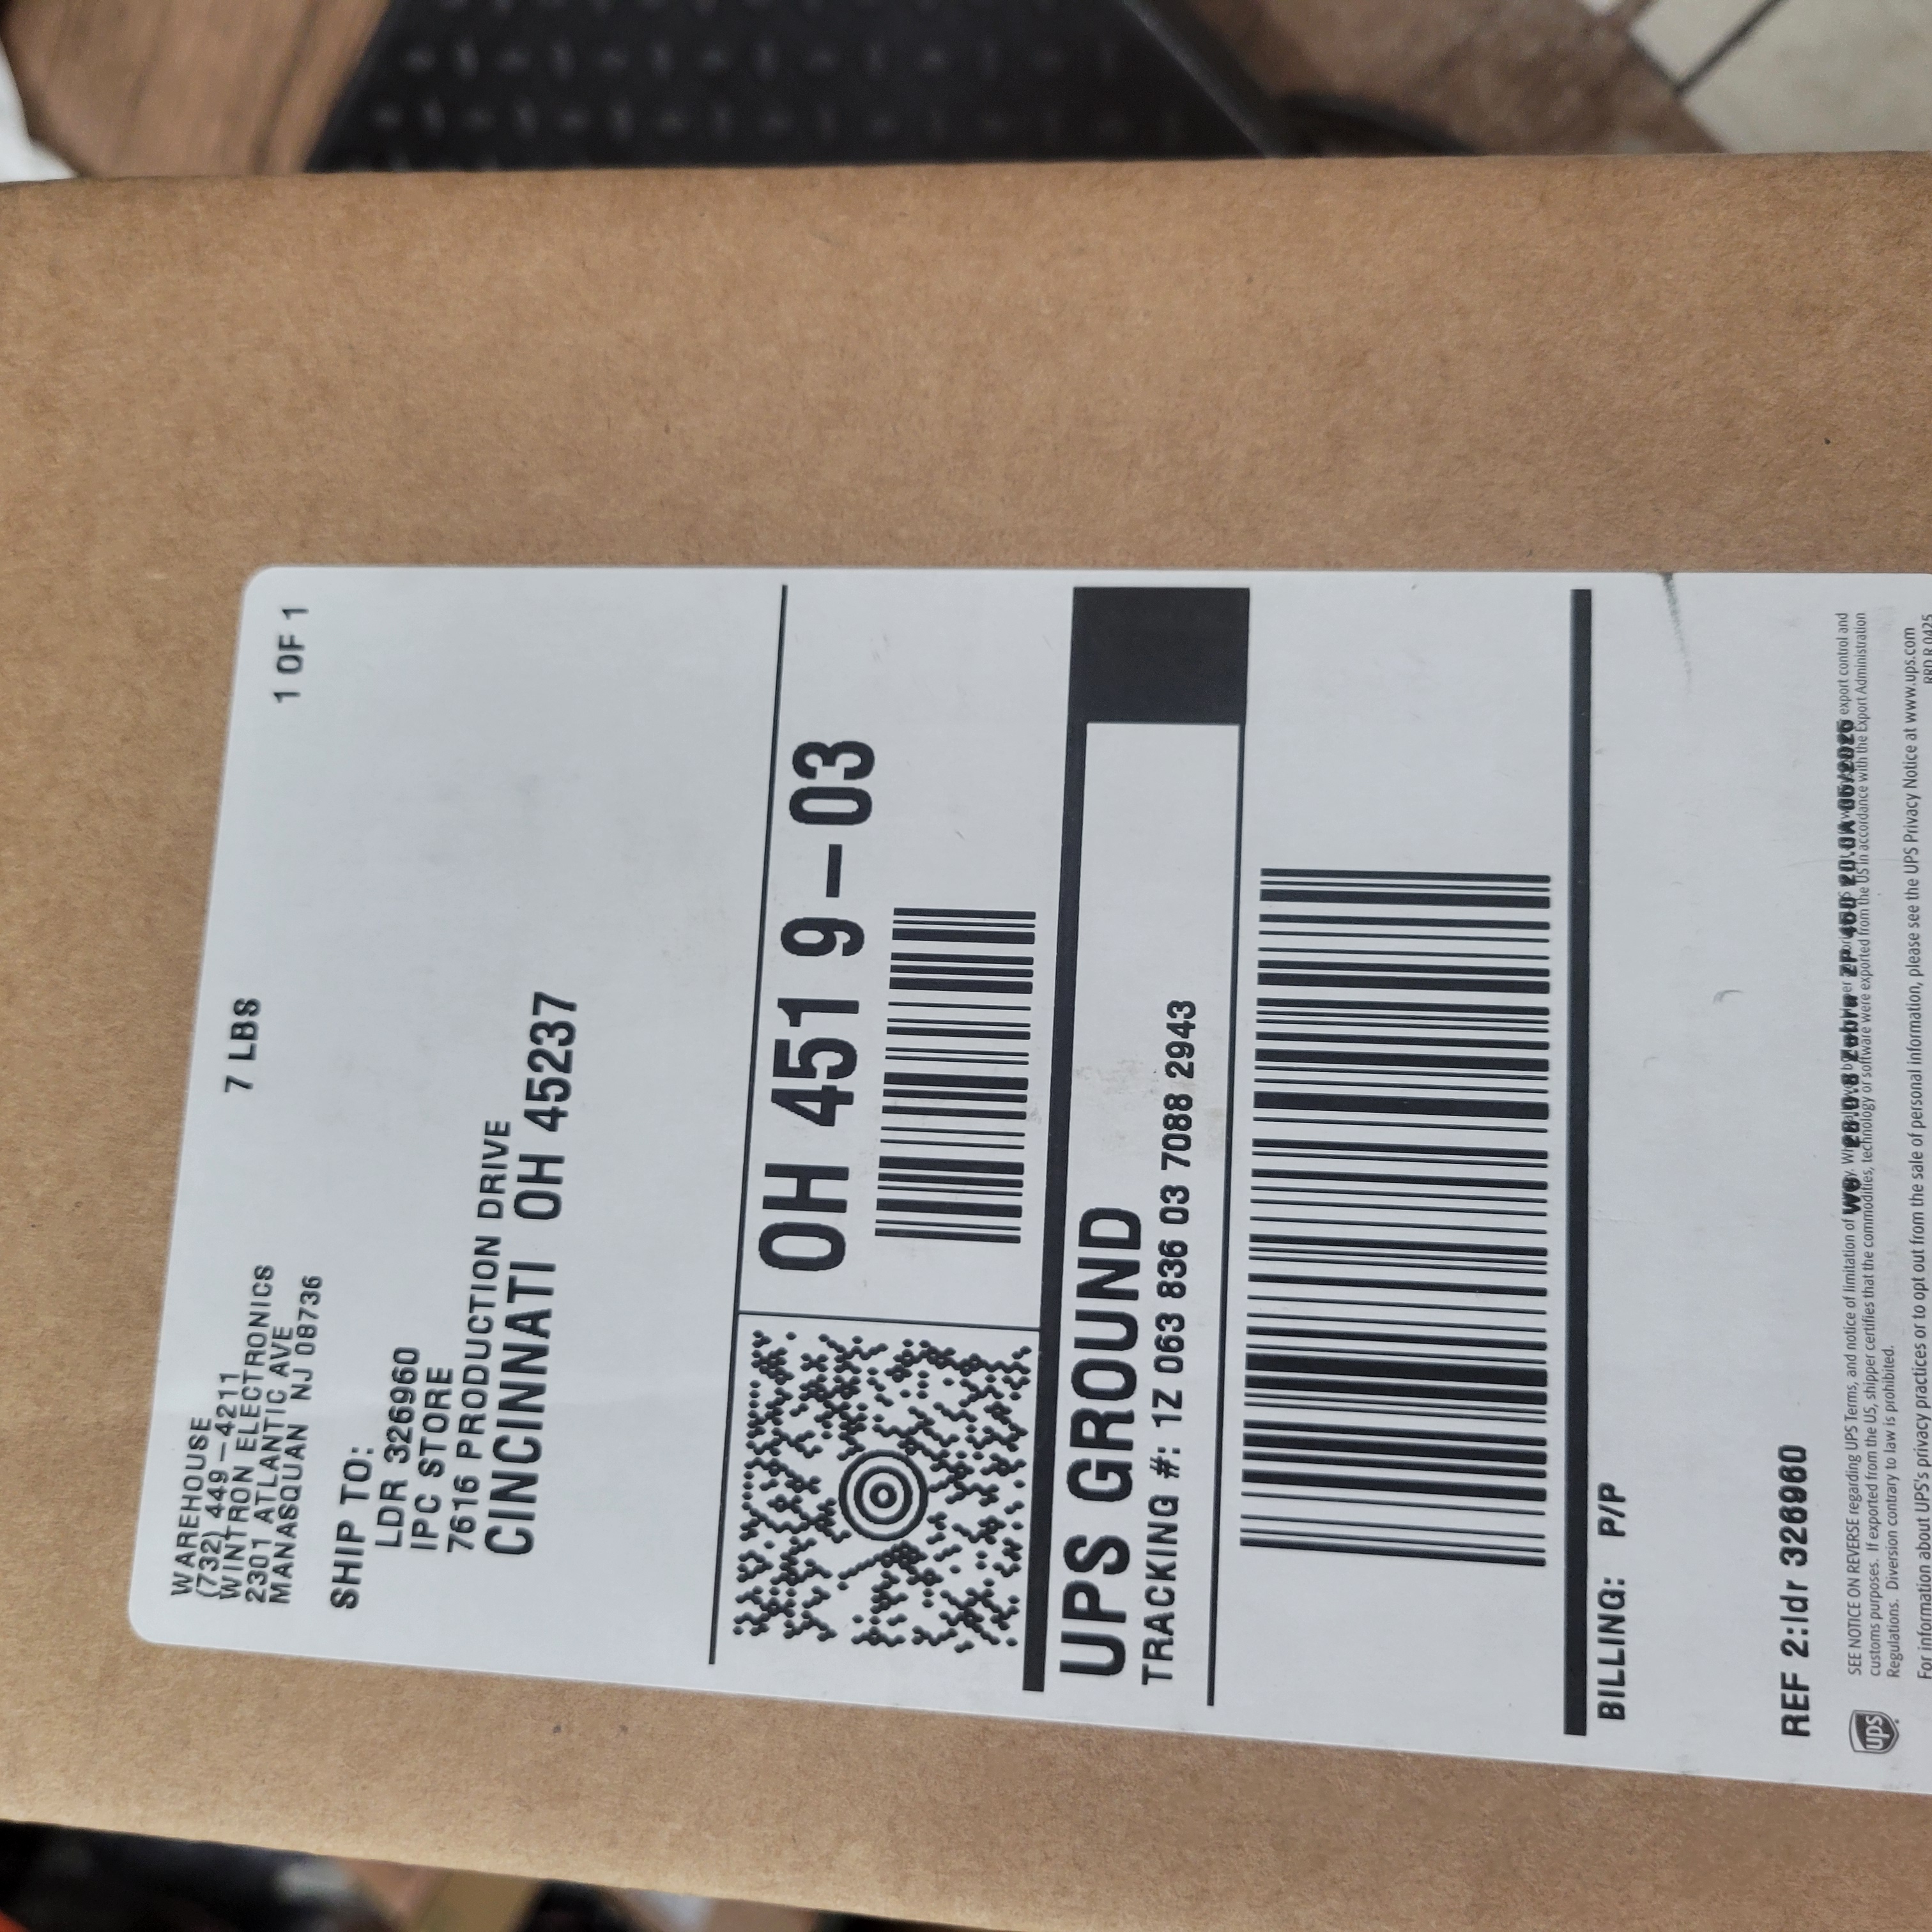 WAREHOUSE
(732) 449-4211
WINTRON ELECTRONICS
2301 ATLANTIC AVE
MANASQUAN NJ 08736
7 LBS
1 OF 1
SHIP TO:
LDR 326960
IPC STORE
7616 PRODUCTION DRIVE
CINCINNATI OH 45237
OH 451 9-03
UPS GROUND
TRACKING #: 1Z 063 836 03 7088 2943
BILLING: P/P
REF 2:ldr 326960
ups
SEE NOTICE ON REVERSE regarding UPS Terms, and notice of limitation of export control and
customs purposes. If exported from the US, shipper certifies that the commodities, technology or software were exported from the US in accordance with the Export Administration
Regulations. Diversion contrary to law is prohibited.
For information about UPS's privacy practices or to opt out from the sale of personal information, please see the UPS Privacy Notice at www.ups.com
RRD R 0425